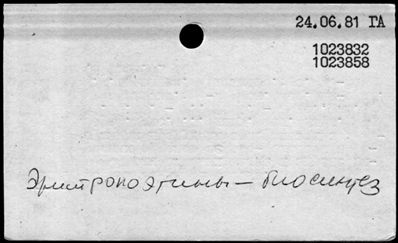 24.06.81 ГА
1023832
1023858
Эритропоэтины – биосинтез